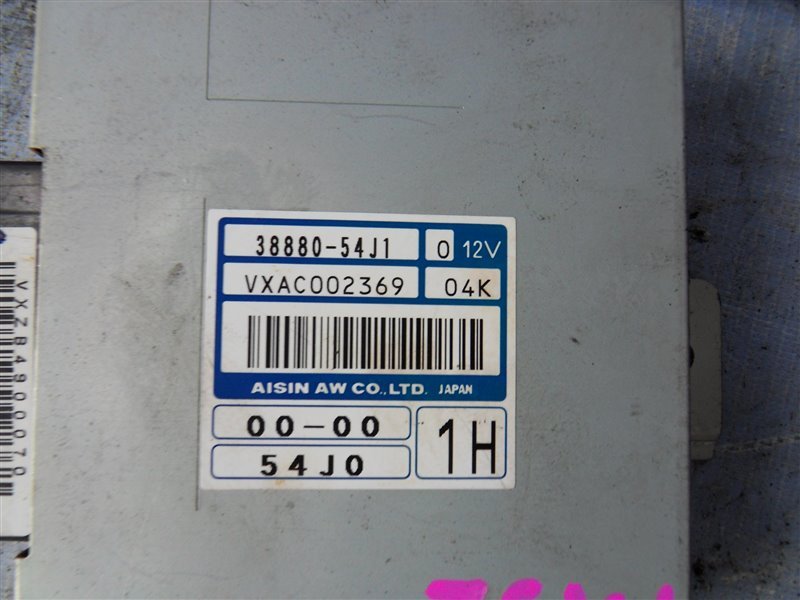 38880-54J1 0 12V
VXAC002369 04K
AISIN AW CO.,LTD. JAPAN
00-00
54J0 1H
VXZB4900070